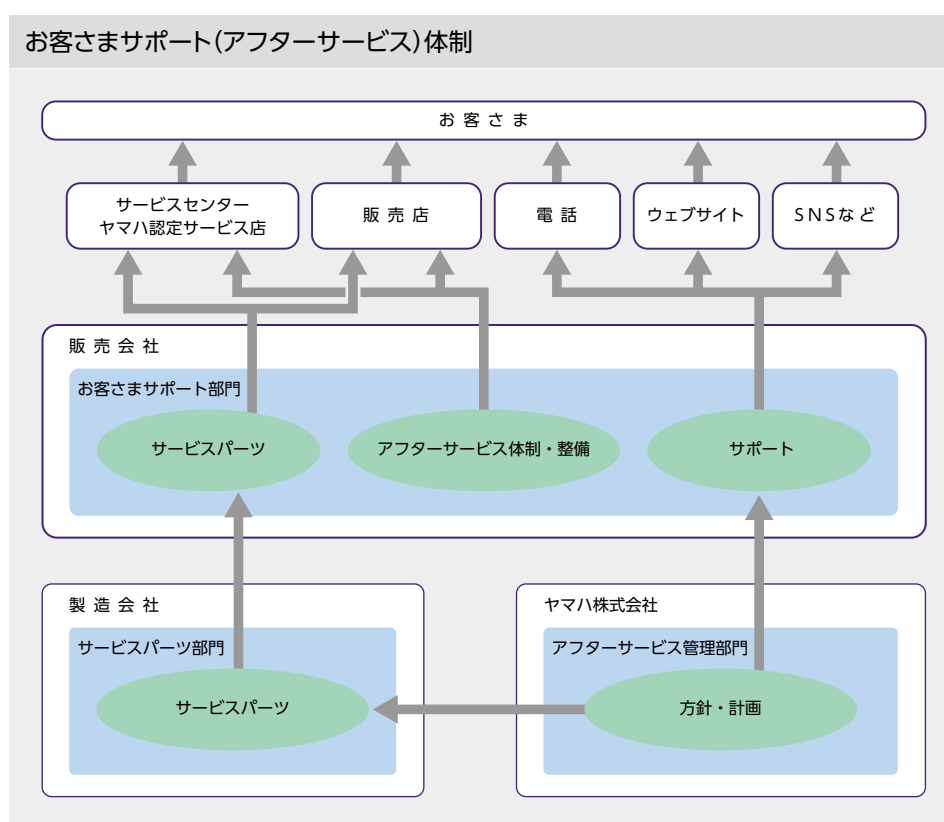 お客さまサポート(アフターサービス)体制
お客さま
サービスセンター
ヤマハ認定サービス店
販売店
電話
ウェブサイト
SNSなど
販売会社
お客さまサポート部門
サービスパーツ
アフターサービス体制・整備
サポート
製造会社
サービスパーツ部門
サービスパーツ
ヤマハ株式会社
アフターサービス管理部門
方針・計画